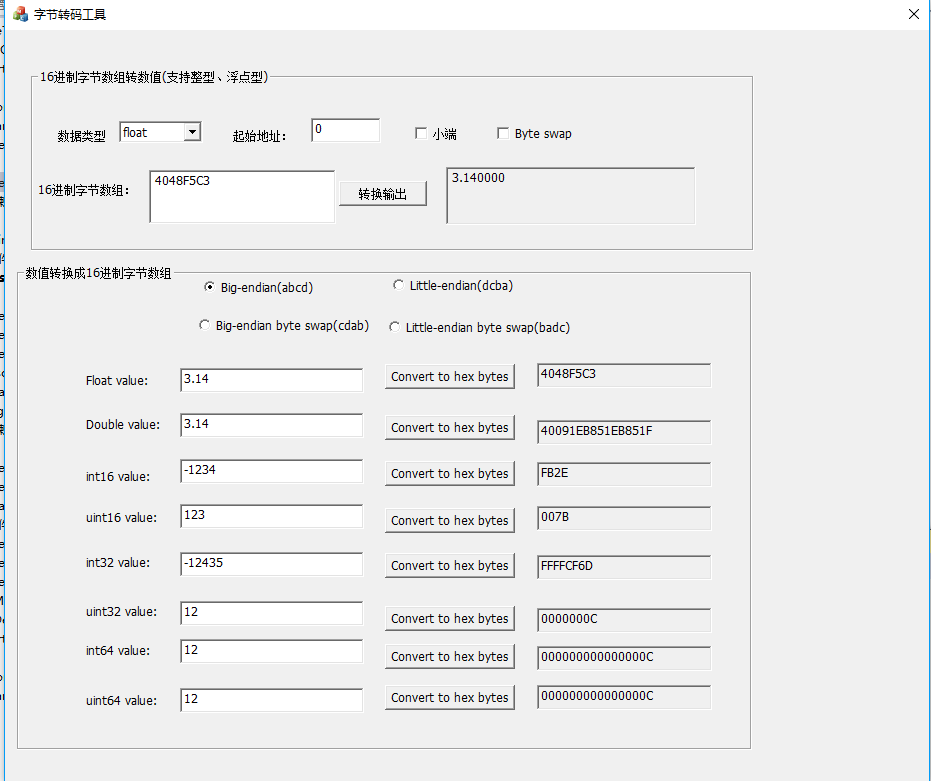 字节转码工具
16进制字节数组转数值(支持整型、浮点型)
数据类型 float 起始地址: 0 小端 Byte swap
16进制字节数组: 4048F5C3 转换输出 3.140000
数值转换成16进制字节数组
Big-endian(abcd) Little-endian(dcba)
Big-endian byte swap(cdab) Little-endian byte swap(badc)
Float value: 3.14 Convert to hex bytes 4048F5C3
Double value: 3.14 Convert to hex bytes 40091EB851EB851F
int16 value: -1234 Convert to hex bytes FB2E
uint16 value: 123 Convert to hex bytes 007B
int32 value: -12435 Convert to hex bytes FFFFCF6D
uint32 value: 12 Convert to hex bytes 0000000C
int64 value: 12 Convert to hex bytes 000000000000000C
uint64 value: 12 Convert to hex bytes 000000000000000C